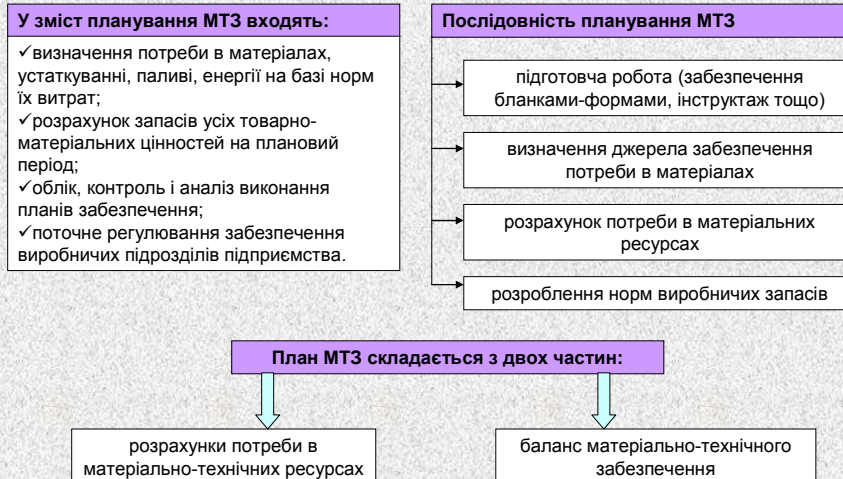 У зміст планування МТЗ входять:
✓визначення потреби в матеріалах,
устаткуванні, паливі, енергії на базі норм
їх витрат;
✓розрахунок запасів усіх товарно-
матеріальних цінностей на плановий
період;
✓облік, контроль і аналіз виконання
планів забезпечення;
✓поточне регулювання забезпечення
виробничих підрозділів підприємства.
Послідовність планування МТЗ
підготовча робота (забезпечення
бланками-формами, інструктаж тощо)
визначення джерела забезпечення
потреби в матеріалах
розрахунок потреби в матеріальних
ресурсах
розроблення норм виробничих запасів
План МТЗ складається з двох частин:
розрахунки потреби в
матеріально-технічних ресурсах
баланс матеріально-технічного
забезпечення